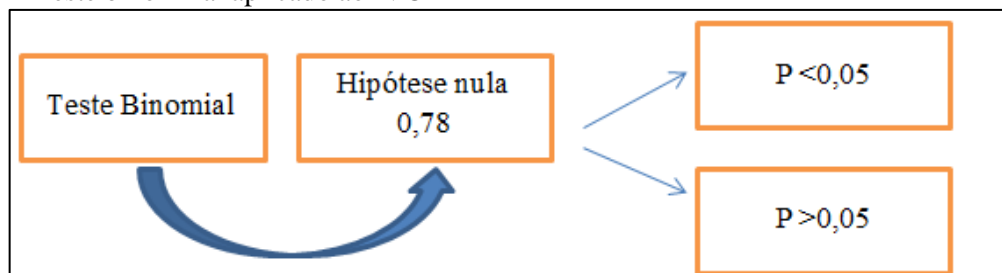 Teste Binomial
Hipótese nula
0,78
P <0,05
P >0,05